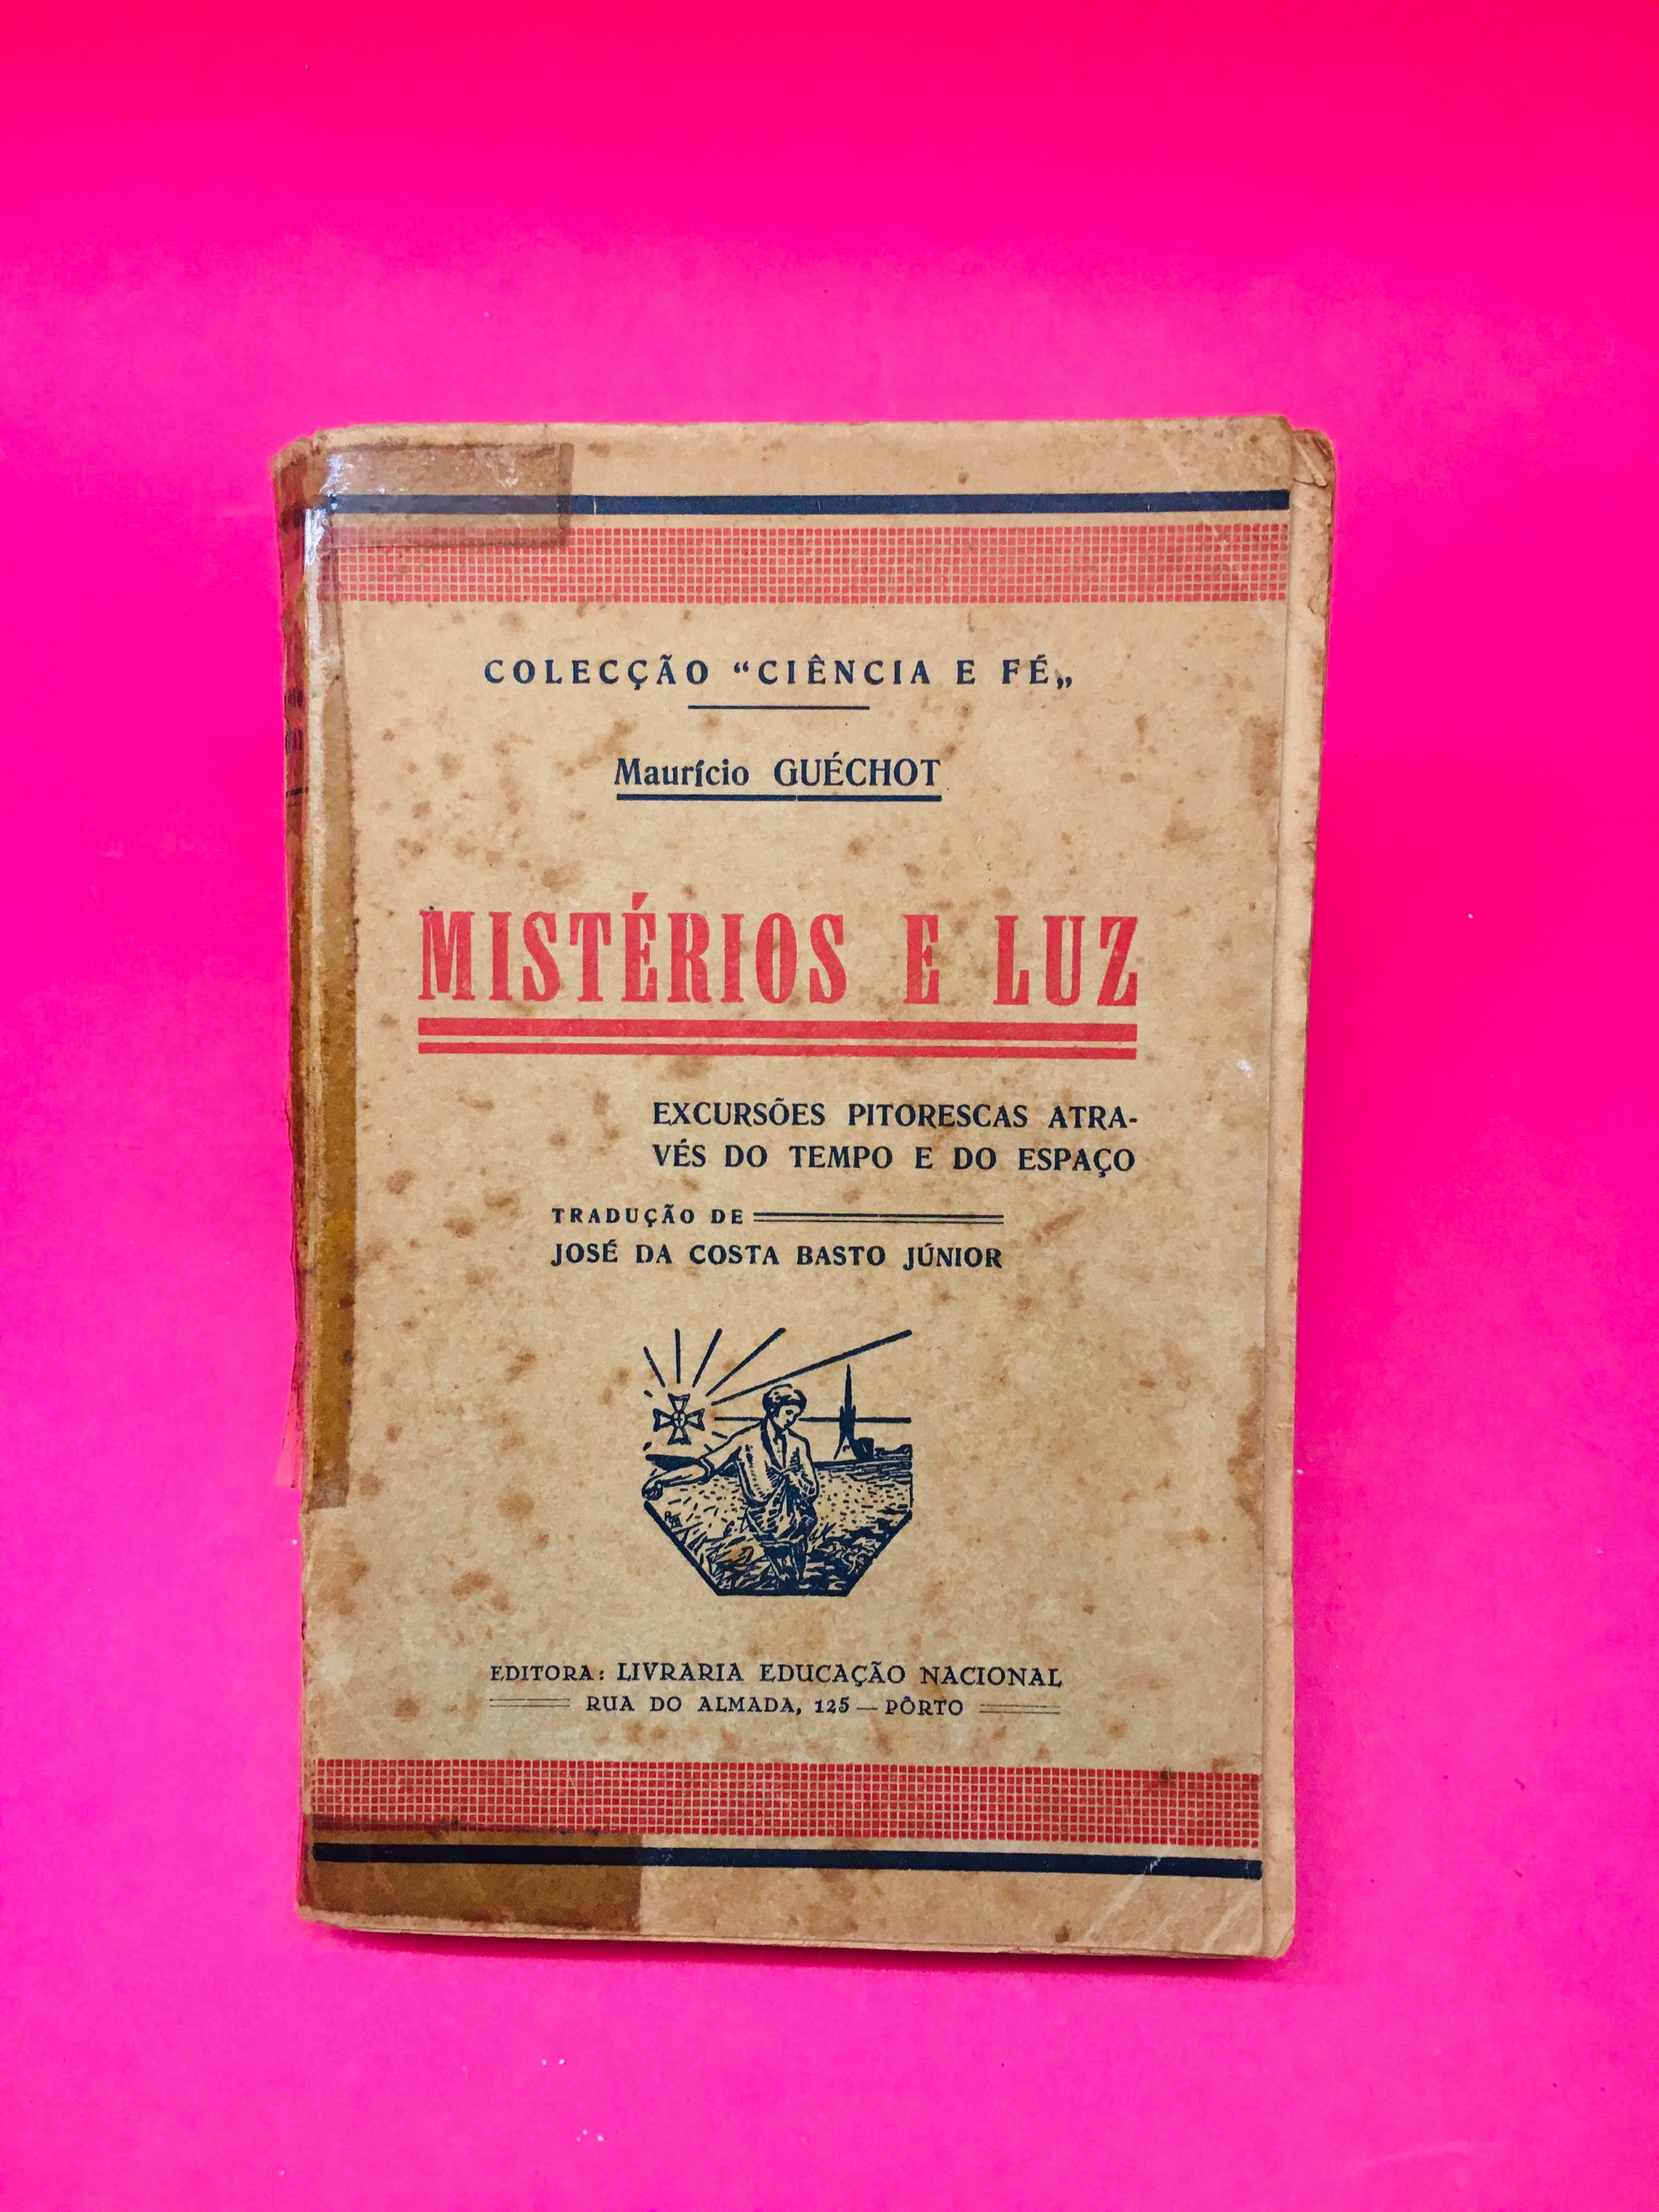 COLECÇÃO “CIÊNCIA E FÉ„
Maurício GUÉCHOT
MISTÉRIOS E LUZ
EXCURSÕES PITORESCAS ATRA-
VÉS DO TEMPO E DO ESPAÇO
TRADUÇÃO DE
JOSÉ DA COSTA BASTO JÚNIOR
EDITORA: LIVRARIA EDUCAÇÃO NACIONAL
RUA DO ALMADA, 125 — PÔRTO